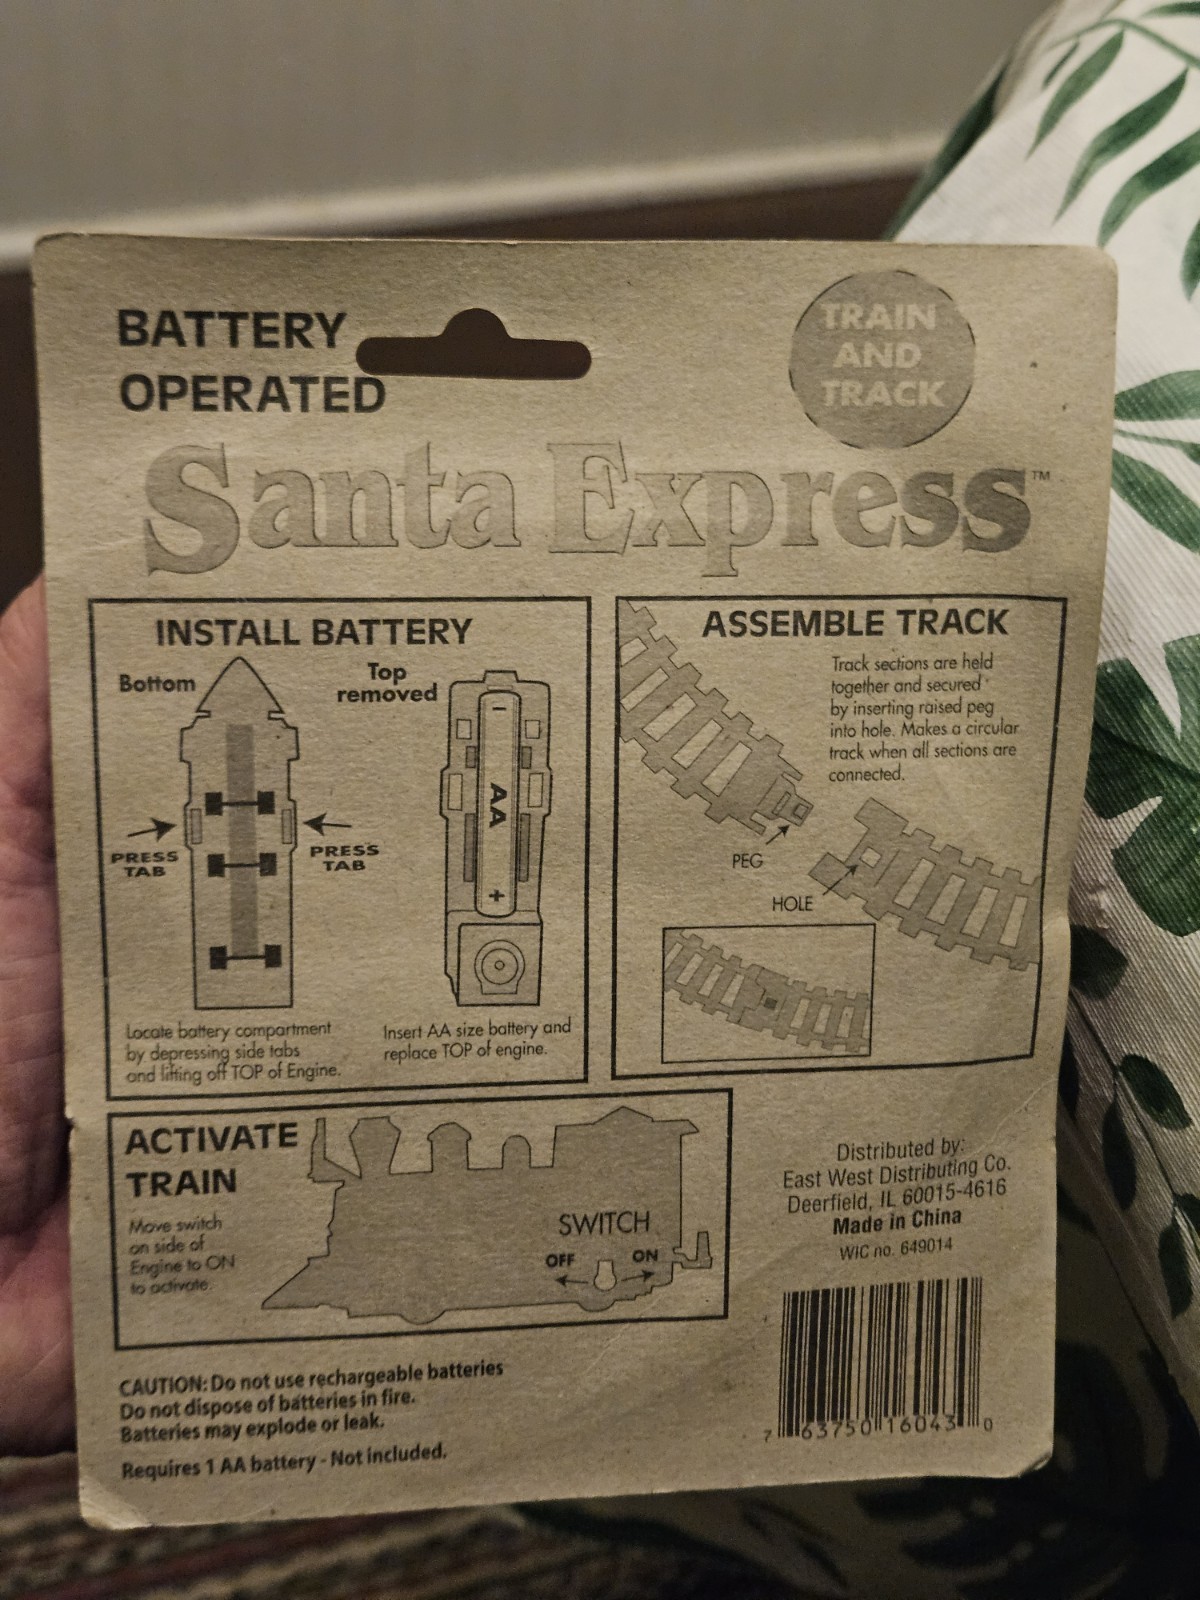 BATTERY
OPERATED
TRAIN
AND
TRACK
Santa Express™
INSTALL BATTERY
Bottom
Top
removed
−
AA
+
PRESS
TAB
PRESS
TAB
Locate battery compartment
by depressing side tabs
and lifting off TOP of Engine.
Insert AA size battery and
replace TOP of engine.
ASSEMBLE TRACK
Track sections are held
together and secured
by inserting raised peg
into hole. Makes a circular
track when all sections are
connected.
PEG
HOLE
ACTIVATE
TRAIN
Move switch
on side of
Engine to ON
to activate.
SWITCH
OFF
ON
Distributed by:
East West Distributing Co.
Deerfield, IL 60015-4616
Made in China
WIC no. 649014
7 63750 16043 0
CAUTION: Do not use rechargeable batteries
Do not dispose of batteries in fire.
Batteries may explode or leak.
Requires 1 AA battery - Not included.